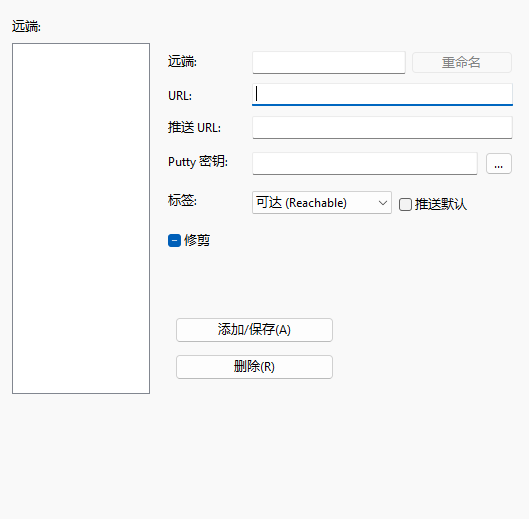 远端:
远端:
重命名
URL:
推送 URL:
Putty 密钥:
...
标签:
可达 (Reachable)
推送默认
修剪
添加/保存(A)
删除(R)